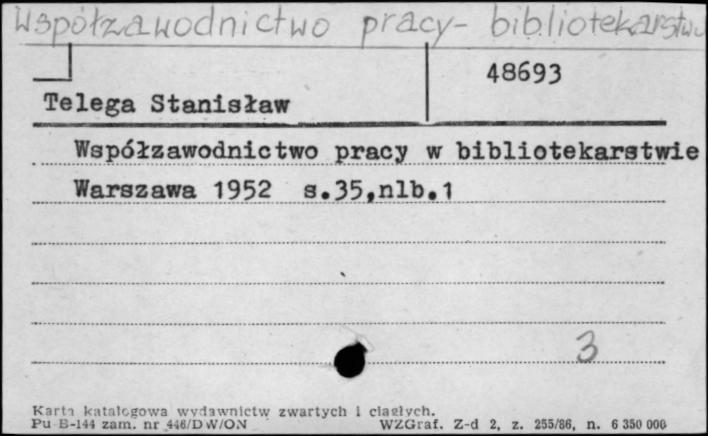 Współzawodnictwo pracy- bibliotekarstwo
48693
Telega Stanisław
Współzawodnictwo pracy w bibliotekarstwie
Warszawa 1952 s.35,nlb.1
3
Karta katalogowa wydawnictw zwartych i ciągłych.
Pu B-144 zam. nr 446/DW/ON WZGraf. Z-d 2, z. 255/86, n. 6 350 000